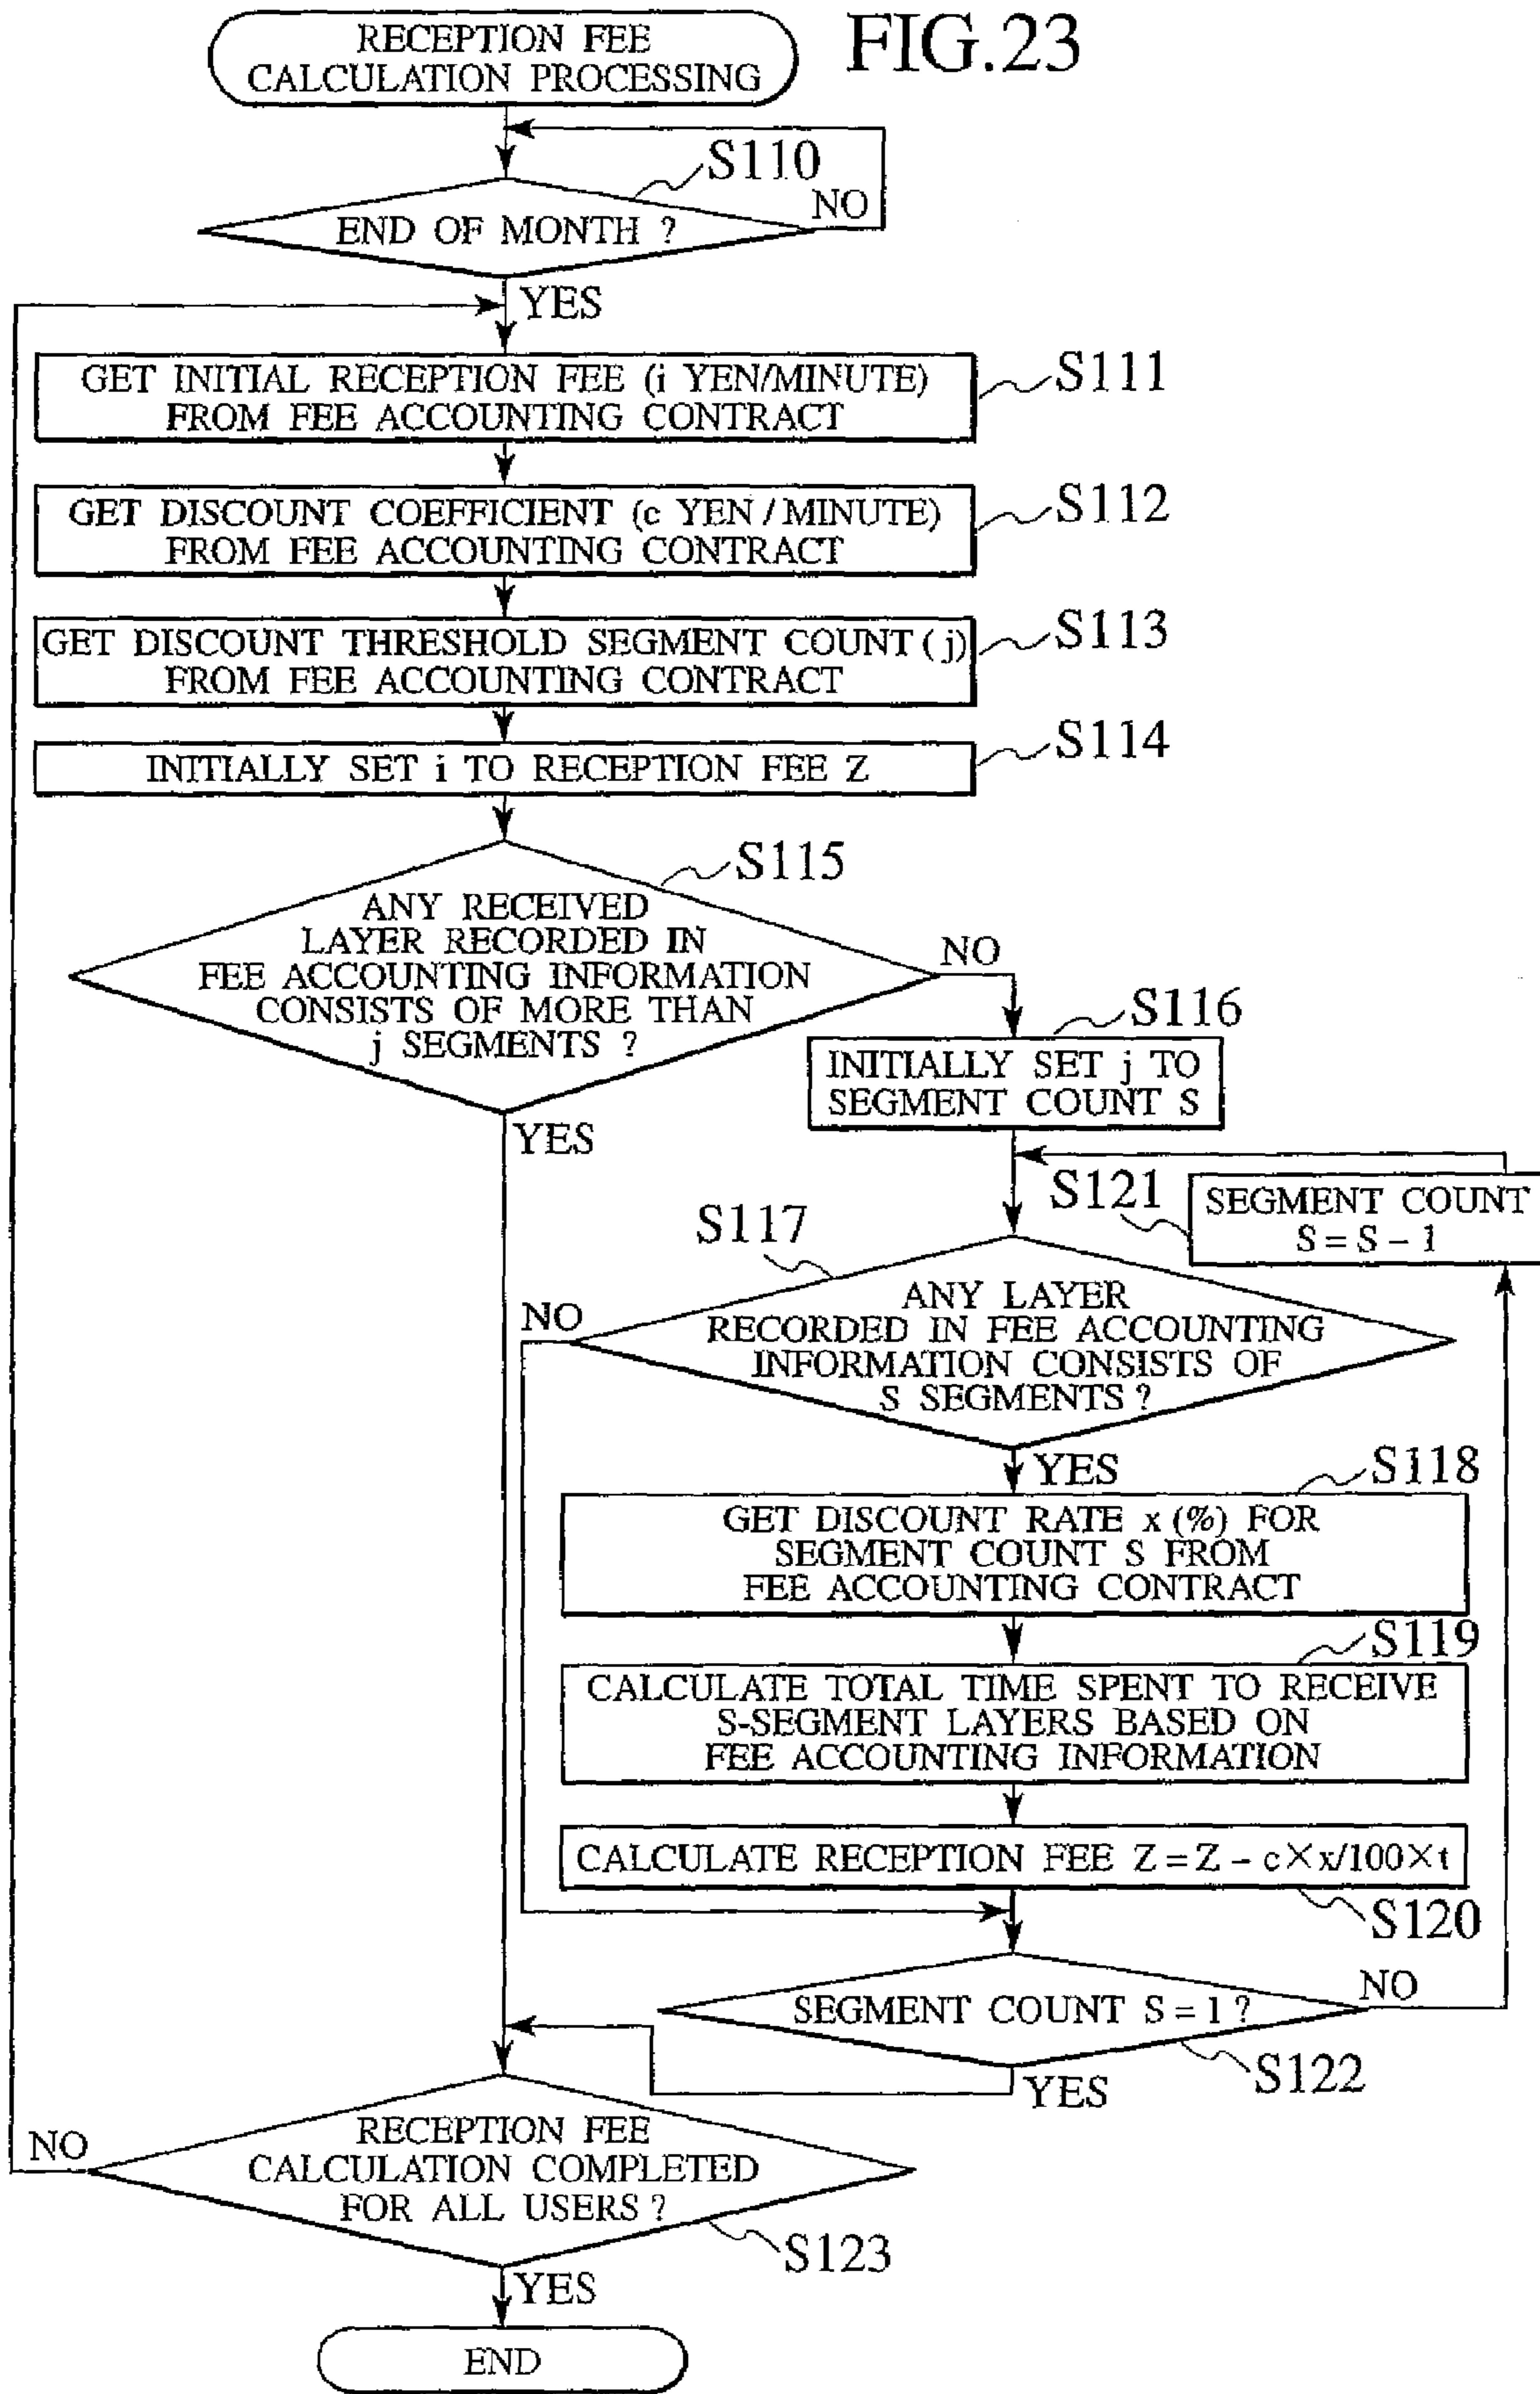 FIG.23
RECEPTION FEE
CALCULATION PROCESSING
S110
NO
END OF MONTH ?
YES
GET INITIAL RECEPTION FEE (i YEN/MINUTE)
FROM FEE ACCOUNTING CONTRACT
S111
GET DISCOUNT COEFFICIENT (c YEN / MINUTE)
FROM FEE ACCOUNTING CONTRACT
S112
GET DISCOUNT THRESHOLD SEGMENT COUNT ( j)
FROM FEE ACCOUNTING CONTRACT
S113
INITIALLY SET i TO RECEPTION FEE Z
S114
S115
ANY RECEIVED
LAYER RECORDED IN
FEE ACCOUNTING INFORMATION
CONSISTS OF MORE THAN
j SEGMENTS ?
NO
YES
S116
INITIALLY SET j TO
SEGMENT COUNT S
S121
SEGMENT COUNT
S = S - 1
S117
NO
ANY LAYER
RECORDED IN FEE ACCOUNTING
INFORMATION CONSISTS OF
S SEGMENTS ?
YES
S118
GET DISCOUNT RATE x (%) FOR
SEGMENT COUNT S FROM
FEE ACCOUNTING CONTRACT
S119
CALCULATE TOTAL TIME SPENT TO RECEIVE
S-SEGMENT LAYERS BASED ON
FEE ACCOUNTING INFORMATION
CALCULATE RECEPTION FEE Z = Z - c×x/100×t
S120
SEGMENT COUNT S = 1 ?
NO
S122
YES
NO
RECEPTION FEE
CALCULATION COMPLETED
FOR ALL USERS ?
S123
YES
END